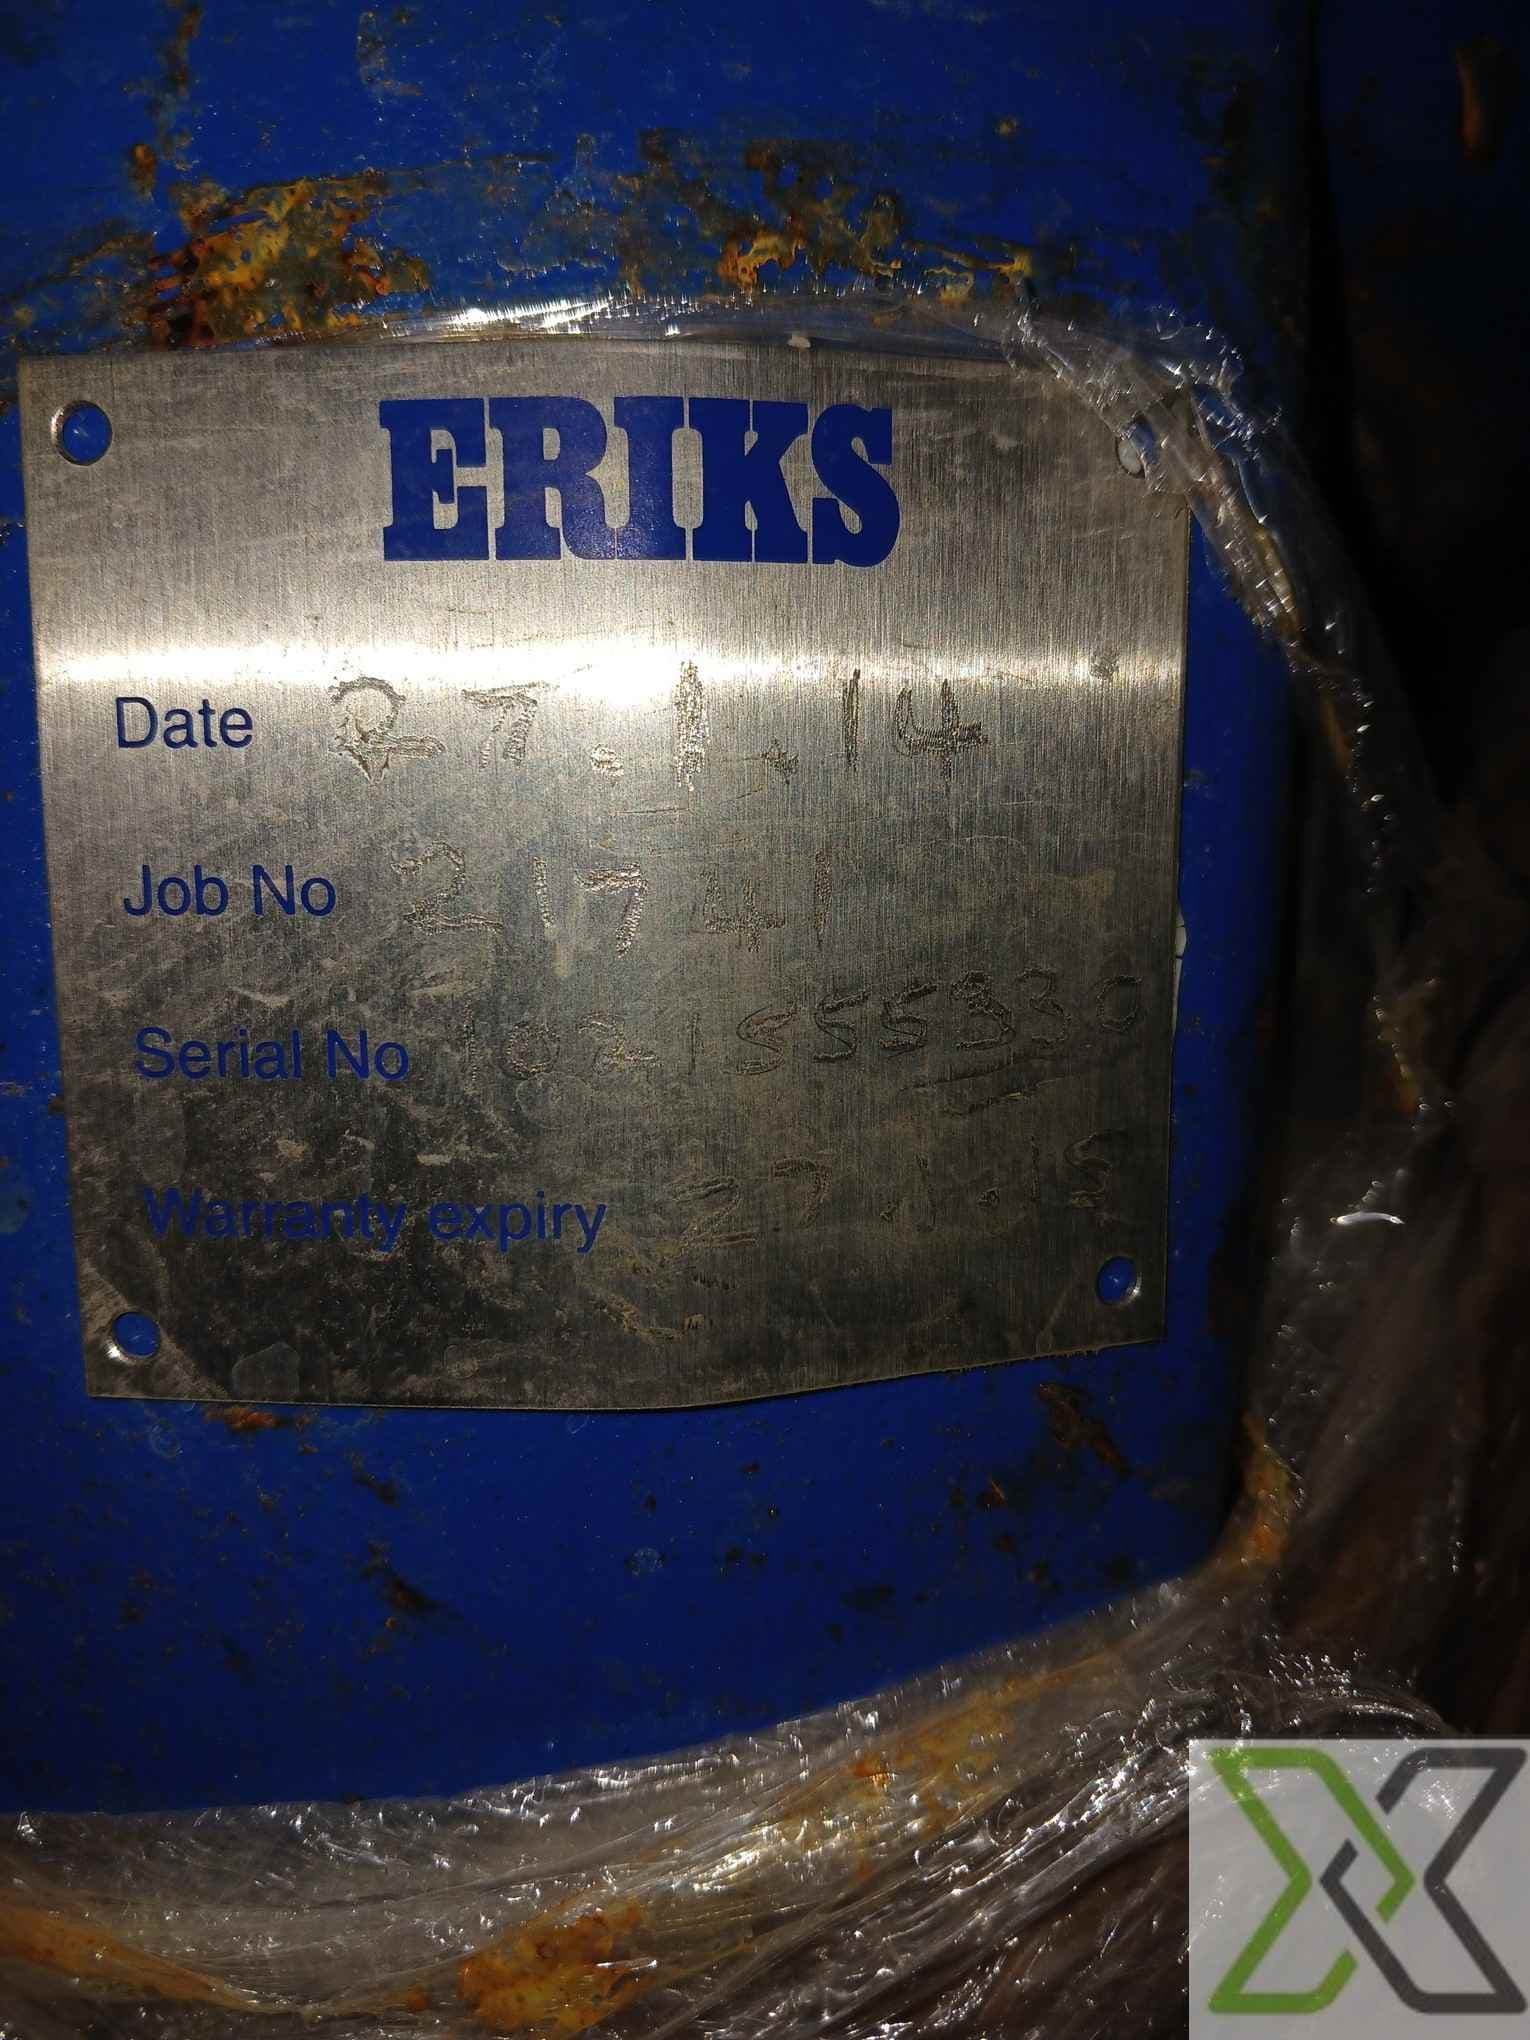 ERIKS
Date 27.1.14
Job No 21741
Serial No 1021555330
Warranty expiry 27.1.15